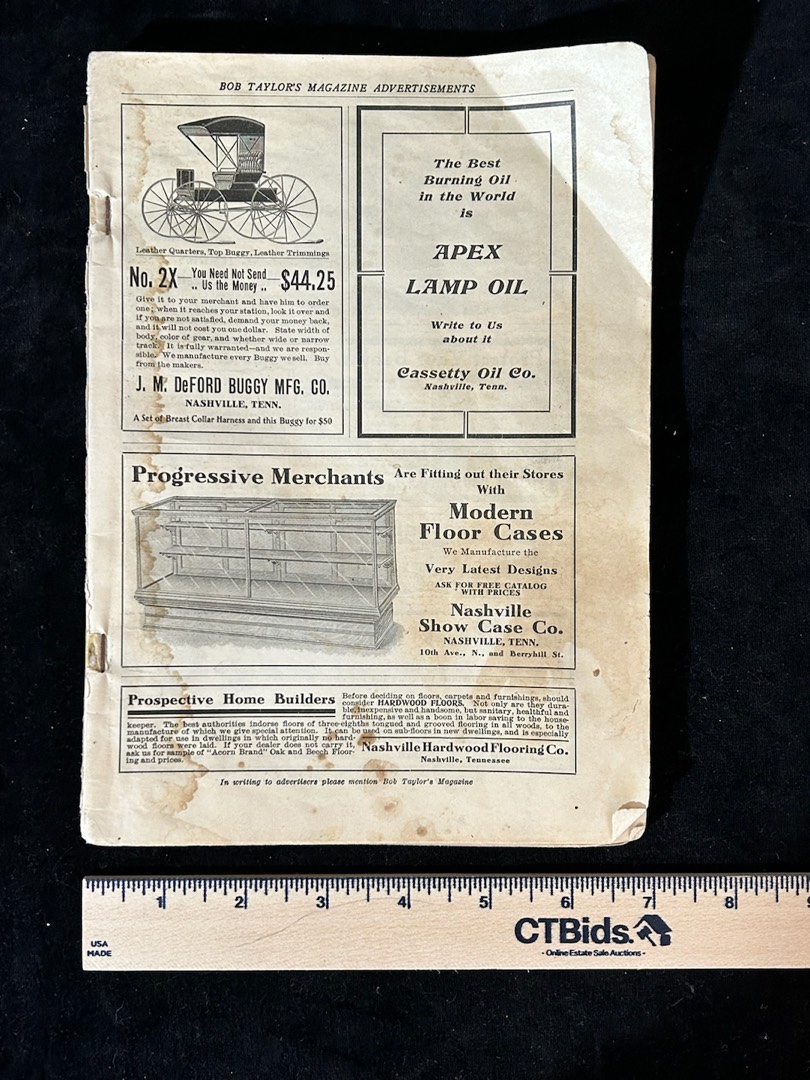 BOB TAYLOR'S MAGAZINE ADVERTISEMENTS
Leather Quarters, Top Buggy, Leather Trimmings
No. 2X—You Need Not Send .. Us the Money ..—$44.25
Give it to your merchant and have him to order
one; when it reaches your station, look it over and
if you are not satisfied, demand your money back,
and it will not cost you one dollar. State width of
body, color of gear, and whether wide or narrow
track. It is fully warranted—and we are respon-
sible. We manufacture every Buggy we sell. Buy
from the makers.
J. M. DeFORD BUGGY MFG. CO.
NASHVILLE, TENN.
A Set of Breast Collar Harness and this Buggy for $50
The Best
Burning Oil
in the World
is
APEX
LAMP OIL
Write to Us
about it
Cassetty Oil Co.
Nashville, Tenn.
Progressive Merchants Are Fitting out their Stores
With
Modern
Floor Cases
We Manufacture the
Very Latest Designs
ASK FOR FREE CATALOG
WITH PRICES
Nashville
Show Case Co.
NASHVILLE, TENN.
10th Ave., N., and Berryhill St.
Prospective Home Builders
Before deciding on floors, carpets and furnishings, should
consider HARDWOOD FLOORS. Not only are they dura-
ble, inexpensive and handsome, but sanitary, healthful and
furnishing, as well as a boon in labor saving to the house-
keeper. The best authorities indorse floors of three-eighths tongued and grooved flooring in all woods, to the
manufacture of which we give special attention. It can be used on sub-floors in new dwellings, and is especially
adapted for use in dwellings in which originally no hard-
wood floors were laid. If your dealer does not carry it,
ask us for sample of "Acorn Brand" Oak and Beech Floor-
ing and prices.
Nashville Hardwood Flooring Co.
Nashville, Tennessee
In writing to advertisers please mention Bob Taylor's Magazine
1 2 3 4 5 6 7 8 9
USA
MADE
CTBids.
- Online Estate Sale Auctions -